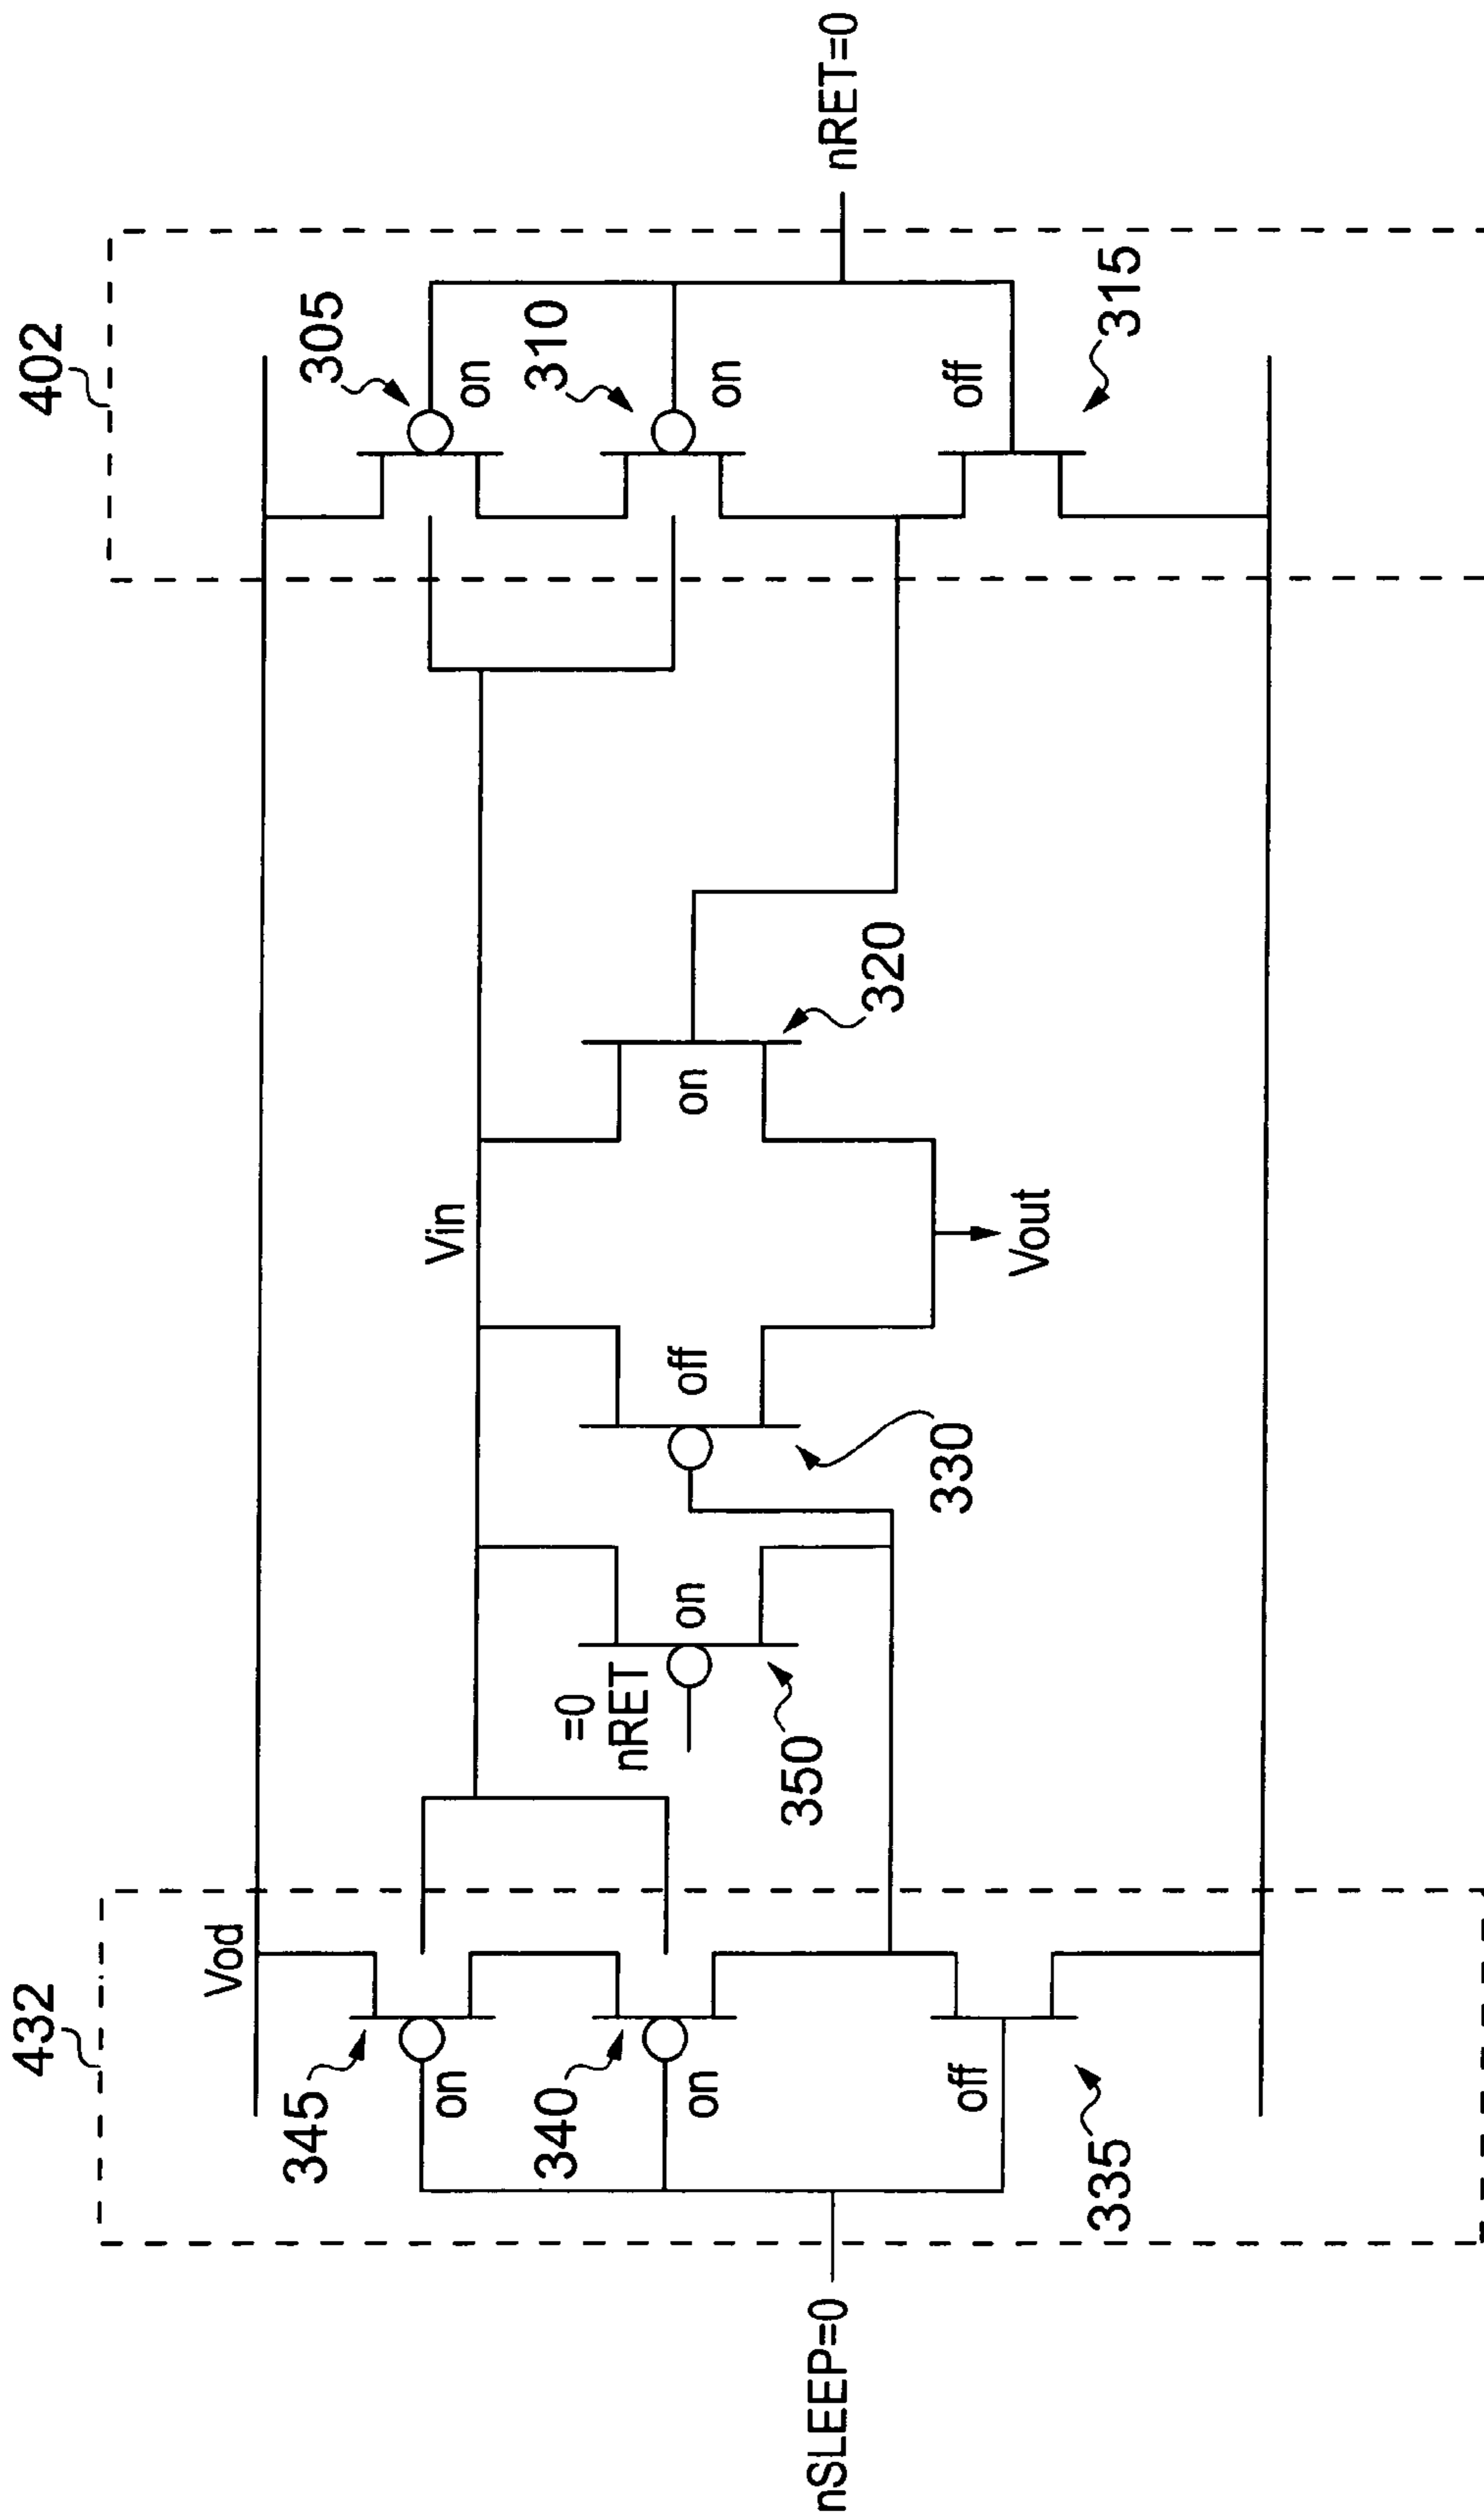 432
402
Vod
345
on
340
on
335
off
nSLEEP=0
=0
nRET
on
350
Vin
off
330
on
320
Vout
305
on
310
on
off
315
nRET=0